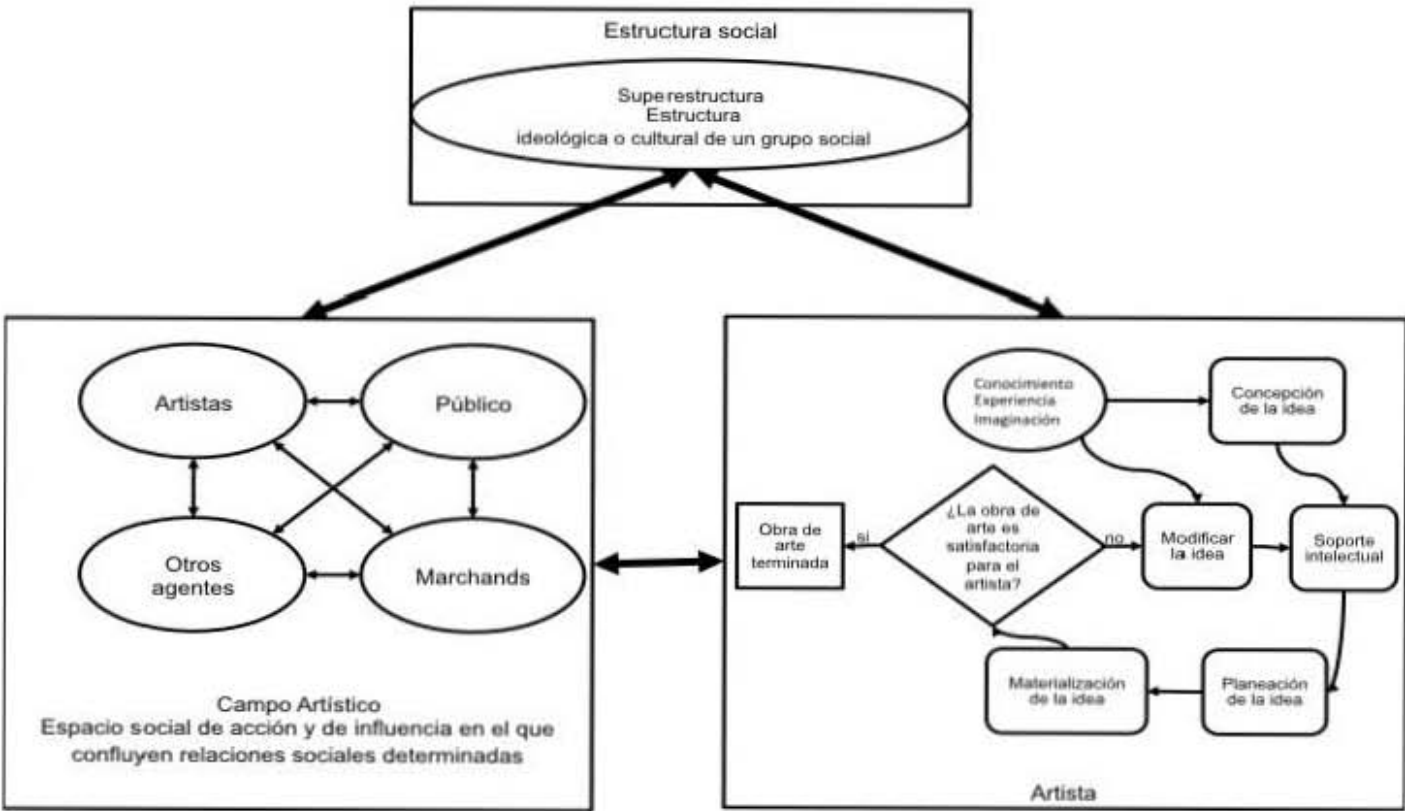 Estructura social
Superestructura
Estructura
ideológica o cultural de un grupo social
Artistas
Público
Otros
agentes
Marchands
Campo Artístico
Espacio social de acción y de influencia en el que
confluyen relaciones sociales determinadas
Conocimiento
Experiencia
Imaginación
Concepción
de la idea
Obra de
arte
terminada
si
¿La obra de
arte es
satisfactoria
para el
artista?
no
Modificar
la idea
Soporte
intelectual
Materialización
de la idea
Planeación
de la idea
Artista